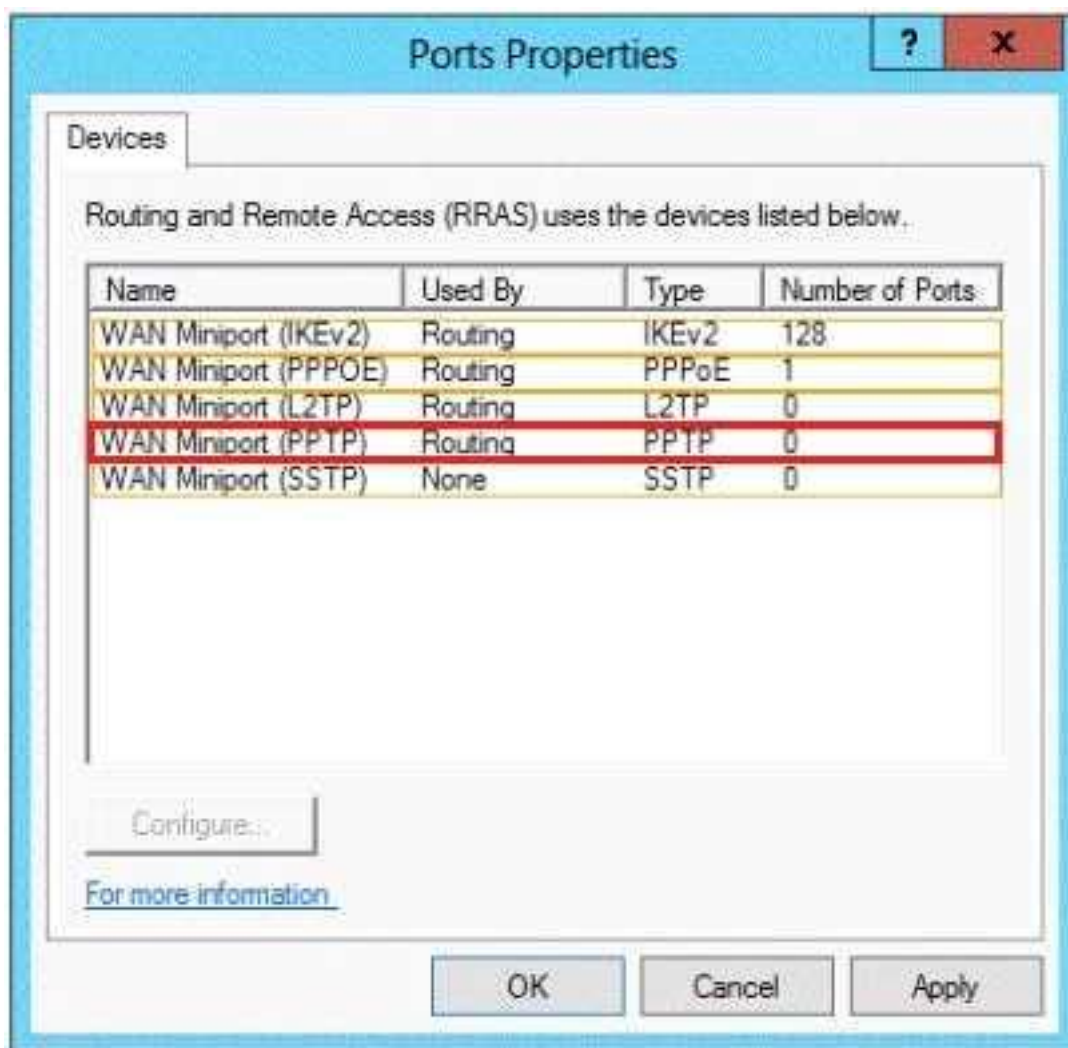 Ports Properties
? x
Devices
Routing and Remote Access (RRAS) uses the devices listed below.
Name Used By Type Number of Ports
WAN Miniport (IKEv2) Routing IKEv2 128
WAN Miniport (PPPOE) Routing PPPoE 1
WAN Miniport (L2TP) Routing L2TP 0
WAN Miniport (PPTP) Routing PPTP 0
WAN Miniport (SSTP) None SSTP 0
Configure...
For more information
OK Cancel Apply